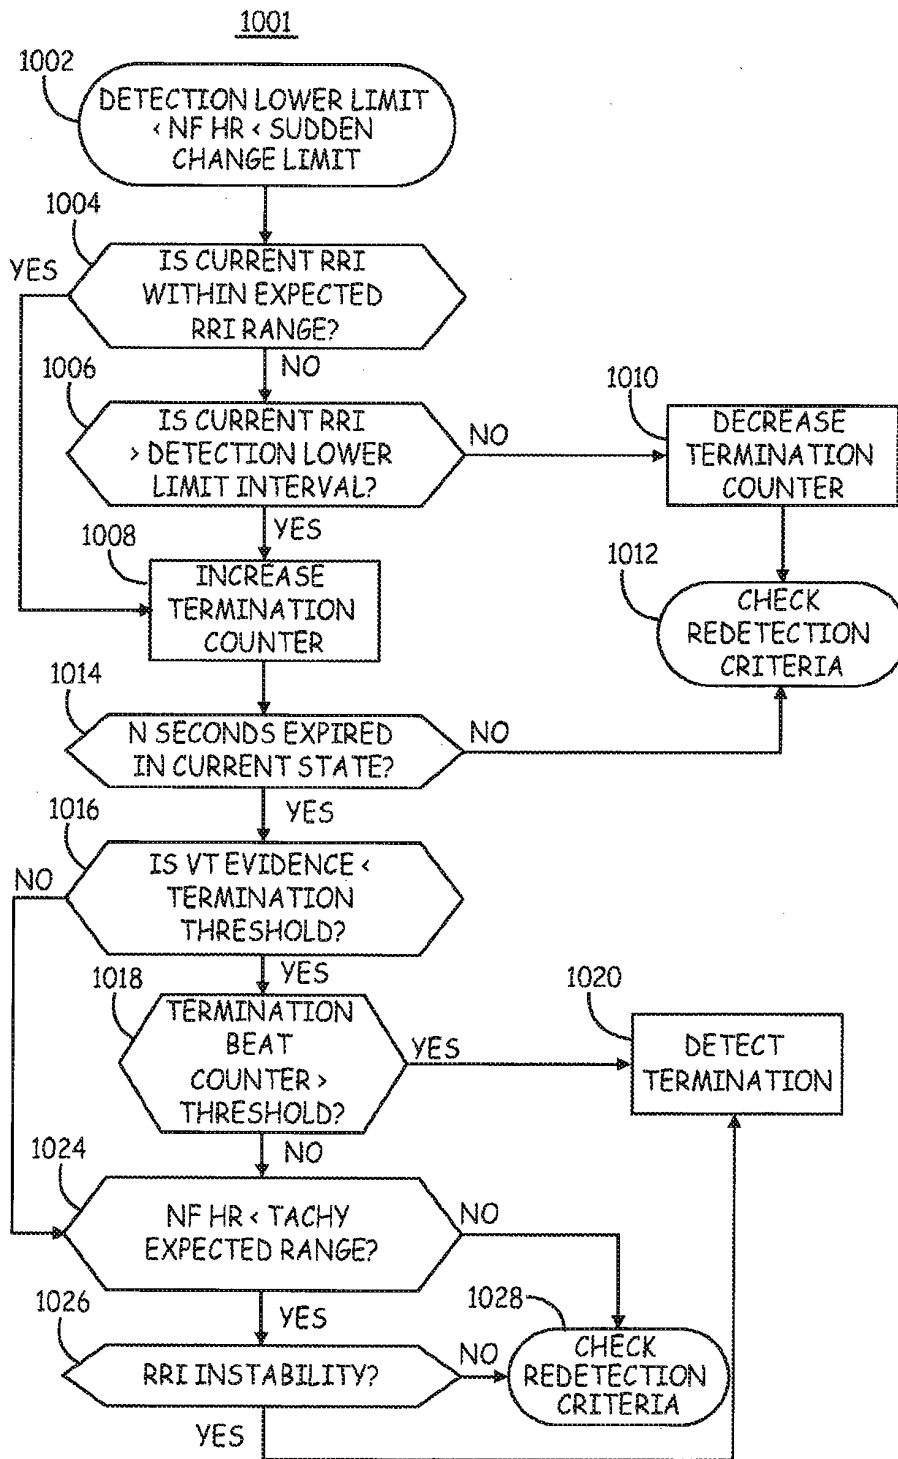 1001
1002
DETECTION LOWER LIMIT
< NF HR < SUDDEN
CHANGE LIMIT
1004
YES
IS CURRENT RRI
WITHIN EXPECTED
RRI RANGE?
NO
1006
IS CURRENT RRI
> DETECTION LOWER
LIMIT INTERVAL?
NO
1010
DECREASE
TERMINATION
COUNTER
YES
1008
INCREASE
TERMINATION
COUNTER
1012
CHECK
REDETECTION
CRITERIA
1014
N SECONDS EXPIRED
IN CURRENT STATE?
NO
YES
1016
NO
IS VT EVIDENCE <
TERMINATION
THRESHOLD?
YES
1018
TERMINATION
BEAT
COUNTER >
THRESHOLD?
YES
1020
DETECT
TERMINATION
NO
1024
NF HR < TACHY
EXPECTED RANGE?
NO
YES
1026
RRI INSTABILITY?
NO
1028
CHECK
REDETECTION
CRITERIA
YES